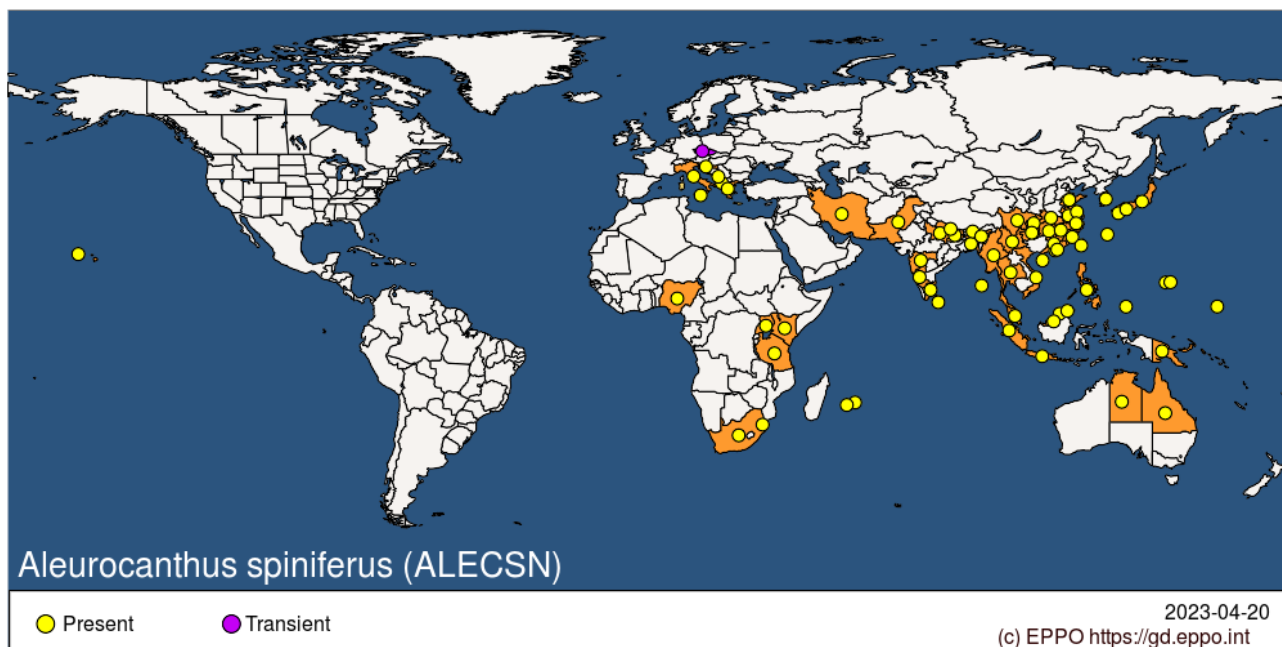 Aleurocanthus spiniferus (ALECSN)
Present
Transient
2023-04-20
(c) EPPO https://gd.eppo.int